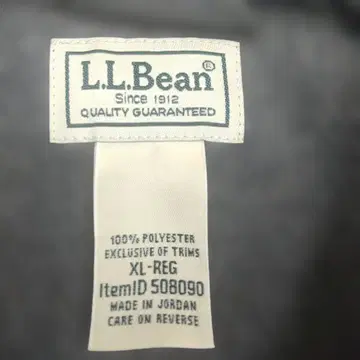 L.L.Bean®
Since 1912
QUALITY GUARANTEED
100% POLYESTER
EXCLUSIVE OF TRIMS
XL-REG
ItemID 508090
MADE IN JORDAN
CARE ON REVERSE